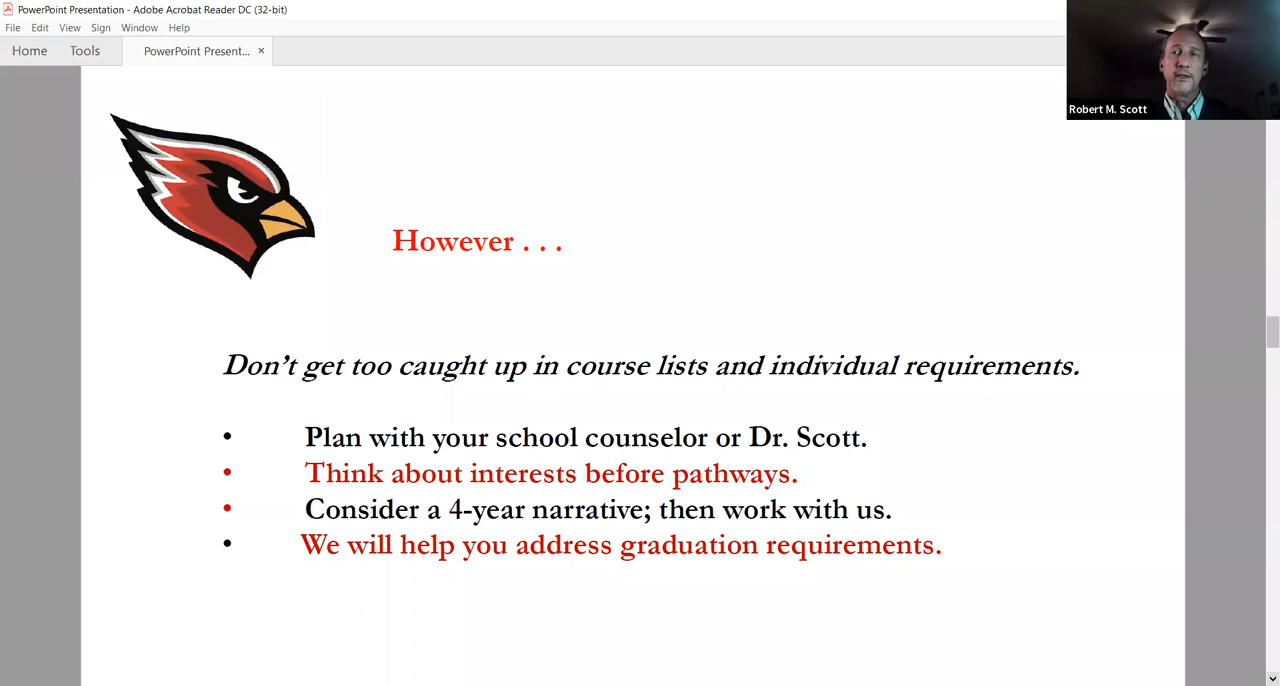 PowerPoint Presentation - Adobe Acrobat Reader DC (32-bit)
File Edit View Sign Window Help
Home Tools PowerPoint Present... ×
Robert M. Scott
However . . .
Don't get too caught up in course lists and individual requirements.
• Plan with your school counselor or Dr. Scott.
• Think about interests before pathways.
• Consider a 4-year narrative; then work with us.
• We will help you address graduation requirements.